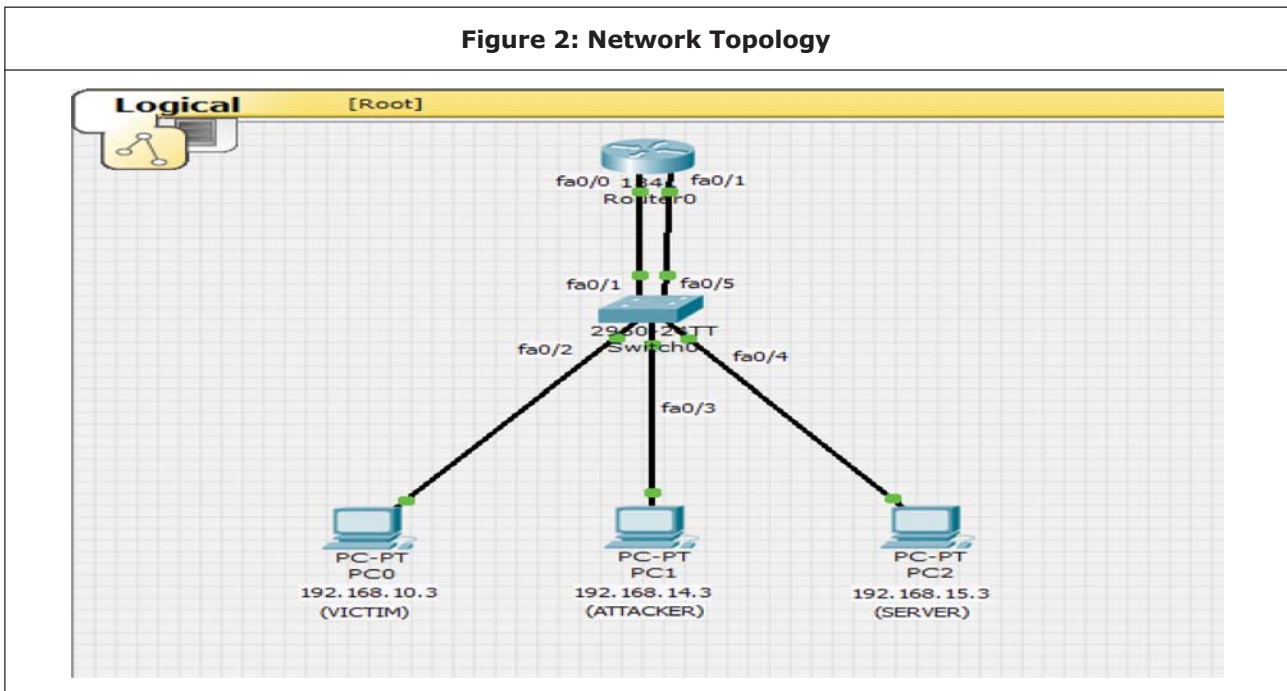 Figure 2: Network Topology
Logical [Root]
fa0/0 fa0/1
Router0
fa0/1 fa0/5
2960-24TT
Switch0
fa0/2 fa0/4
fa0/3
PC-PT PC-PT PC-PT
PC0 PC1 PC2
192.168.10.3 192.168.14.3 192.168.15.3
(VICTIM) (ATTACKER) (SERVER)